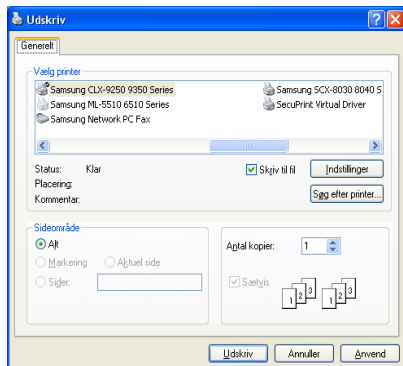 Udskriv
Generelt
Vælg printer
Samsung CLX-9250 9350 Series
Samsung SCX-8030 8040 S
Samsung ML-5510 6510 Series
SecuPrint Virtual Driver
Samsung Network PC Fax
Status: Klar
Skriv til fil
Indstillinger
Placering:
Kommentar:
Søg efter printer...
Sideområde
Alt
Antal kopier: 1
Markering
Aktuel side
Sider:
Sætvis
1 2 3 1 2 3
Udskriv
Annuller
Anvend